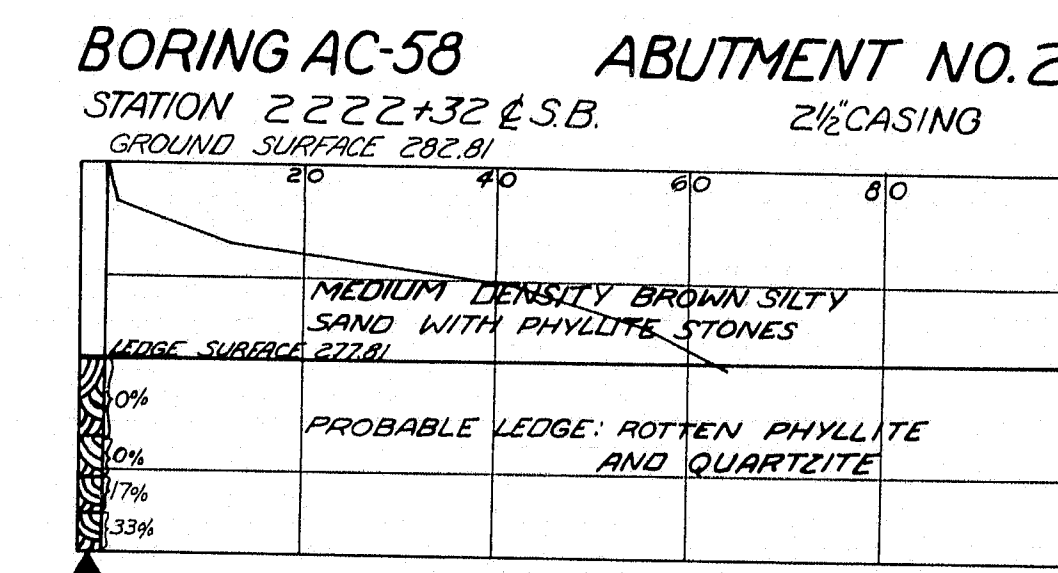 BORING AC-58 ABUTMENT NO. 2
STATION 2222+32 ℄ S.B. 2½" CASING
GROUND SURFACE 282.81
20 40 60 80
MEDIUM DENSITY BROWN SILTY
SAND WITH PHYLLITE STONES
LEDGE SURFACE 277.81
0%
PROBABLE LEDGE: ROTTEN PHYLLITE
AND QUARTZITE
0%
17%
33%